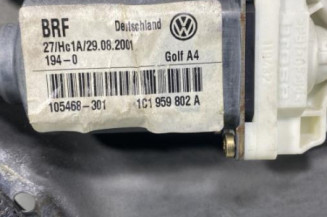 BRF Deutschland
27/Hc1A/29.08.2001
194-0 Golf A4
105468-301 1C1 959 802 A